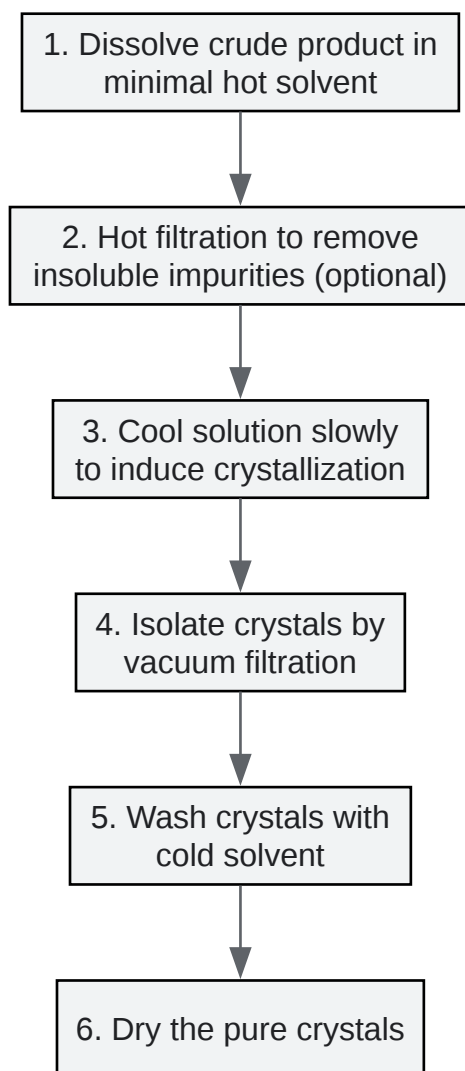 1. Dissolve crude product in
minimal hot solvent
2. Hot filtration to remove
insoluble impurities (optional)
3. Cool solution slowly
to induce crystallization
4. Isolate crystals by
vacuum filtration
5. Wash crystals with
cold solvent
6. Dry the pure crystals